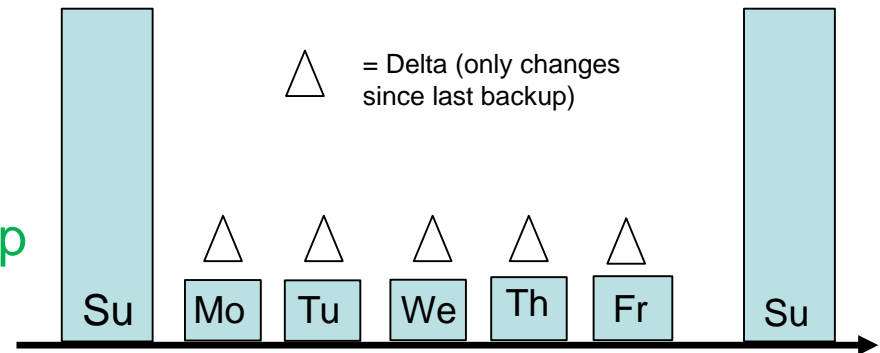 = Delta (only changes
since last backup)
p
Su Mo Tu We Th Fr Su